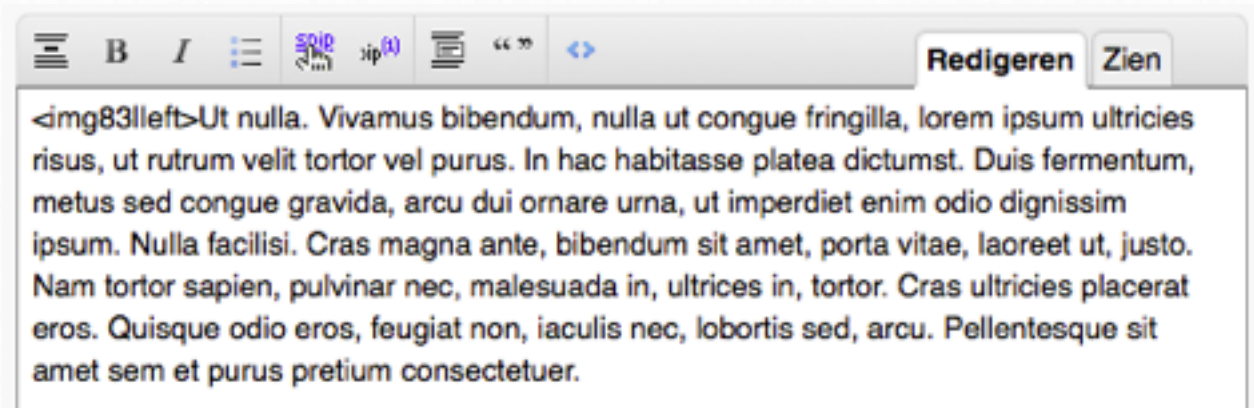 B I spip ip(1) “ ” <> Redigeren Zien
<img83|left>Ut nulla. Vivamus bibendum, nulla ut congue fringilla, lorem ipsum ultricies
risus, ut rutrum velit tortor vel purus. In hac habitasse platea dictumst. Duis fermentum,
metus sed congue gravida, arcu dui ornare urna, ut imperdiet enim odio dignissim
ipsum. Nulla facilisi. Cras magna ante, bibendum sit amet, porta vitae, laoreet ut, justo.
Nam tortor sapien, pulvinar nec, malesuada in, ultrices in, tortor. Cras ultricies placerat
eros. Quisque odio eros, feugiat non, iaculis nec, lobortis sed, arcu. Pellentesque sit
amet sem et purus pretium consectetuer.